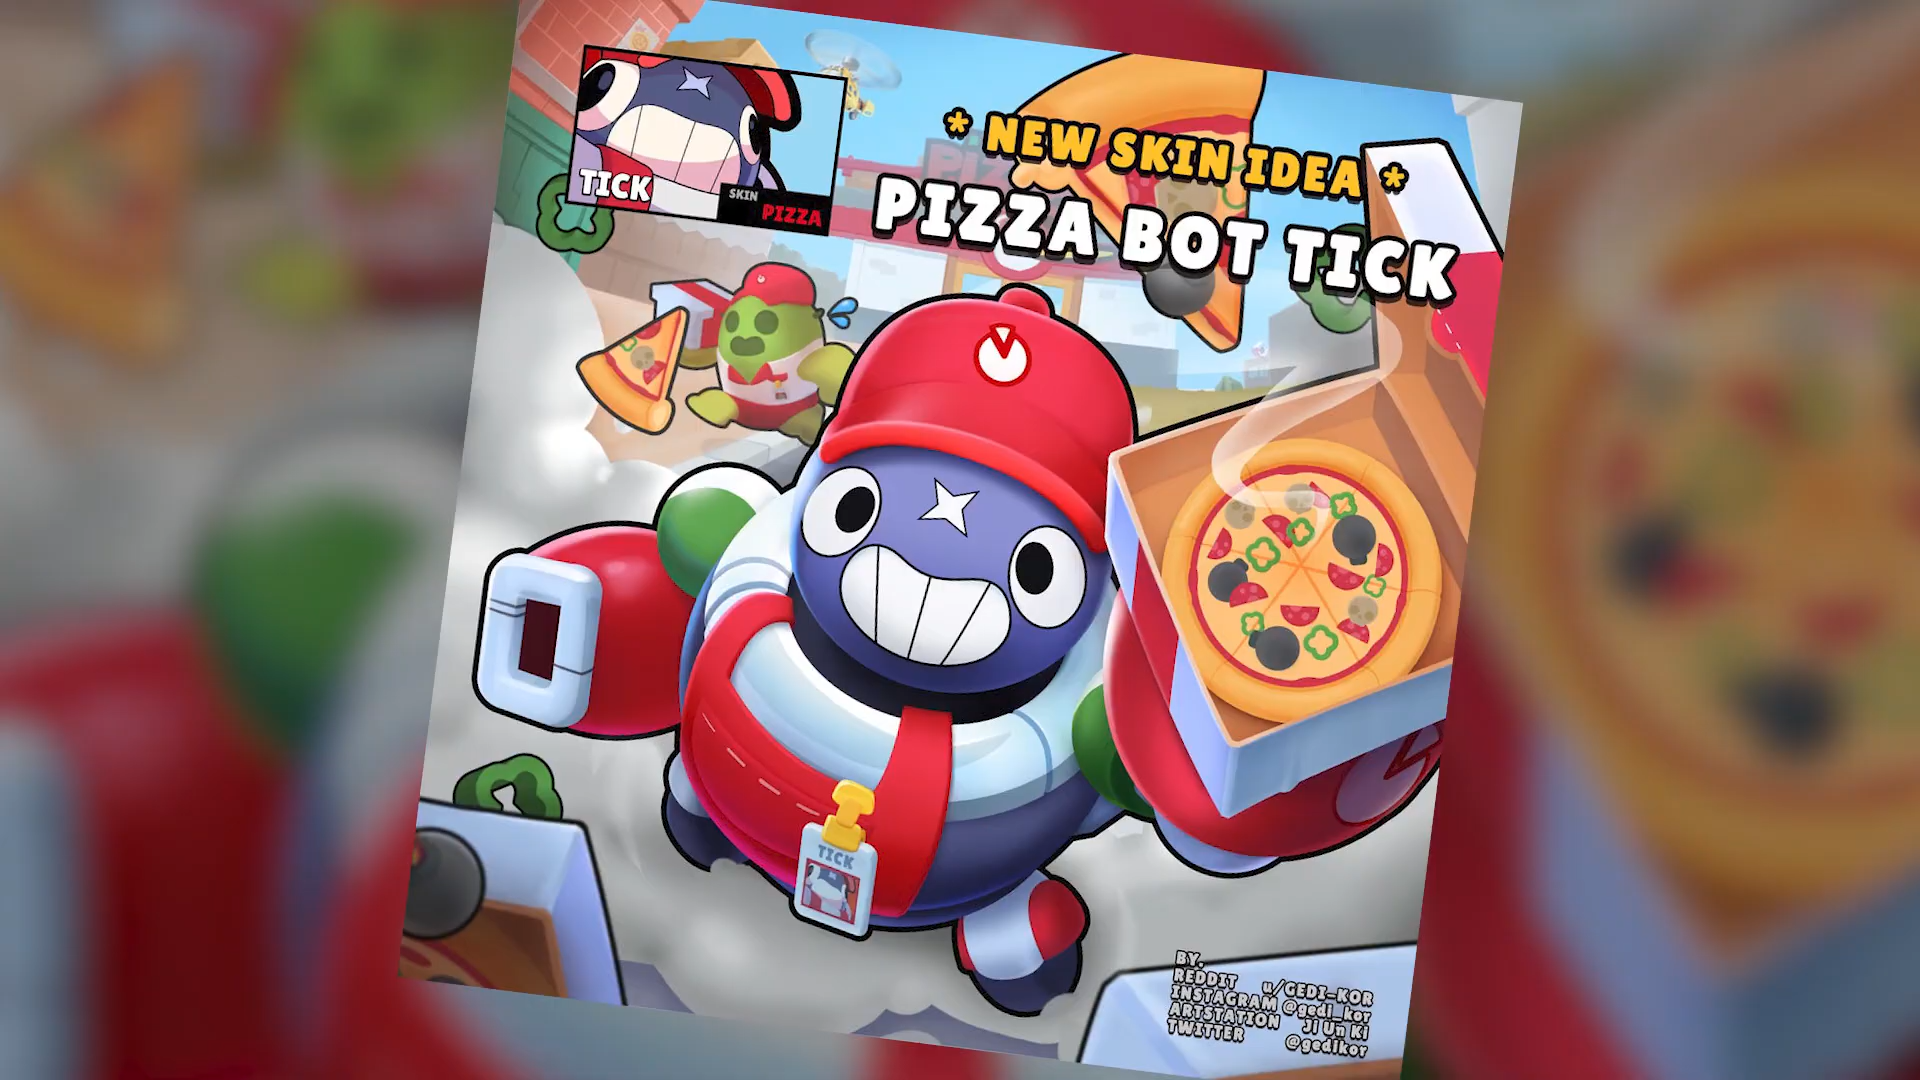 * NEW SKIN IDEA *
PIZZA BOT TICK
TICK
SKIN
PIZZA
TICK
BY.
REDDIT u/GEDI-KOR
INSTAGRAM @gedi_kor
ARTSTATION Ji Un Ki
TWITTER @gedikor